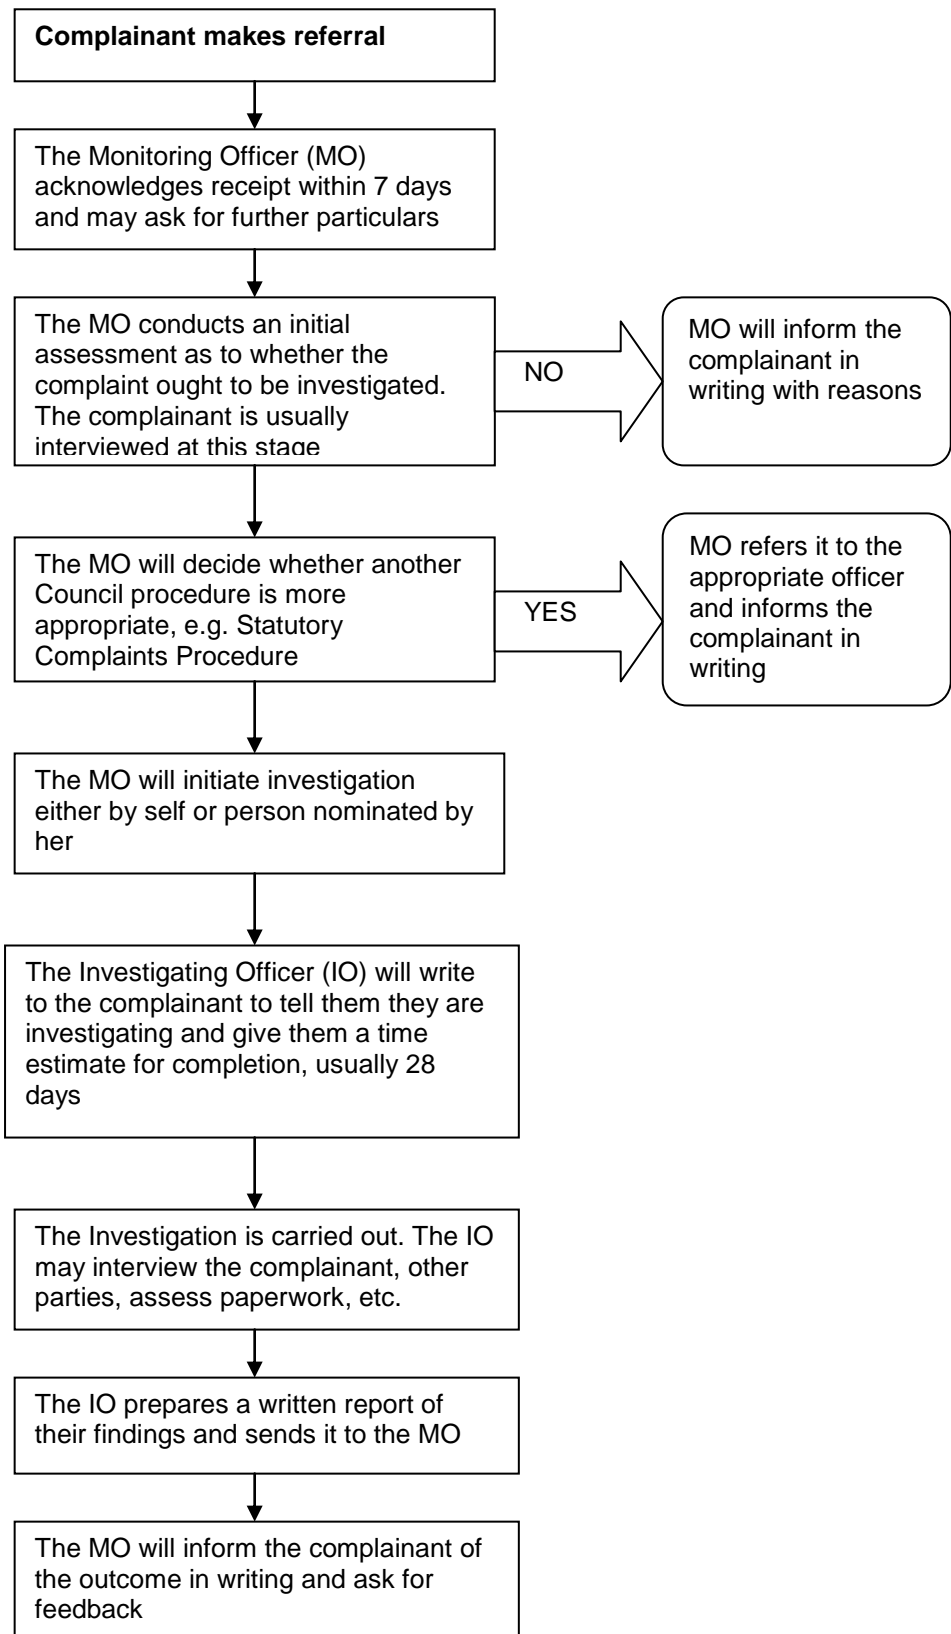 Complainant makes referral
The Monitoring Officer (MO)
acknowledges receipt within 7 days
and may ask for further particulars
The MO conducts an initial
assessment as to whether the
complaint ought to be investigated.
The complainant is usually
interviewed at this stage
NO
MO will inform the
complainant in
writing with reasons
The MO will decide whether another
Council procedure is more
appropriate, e.g. Statutory
Complaints Procedure
YES
MO refers it to the
appropriate officer
and informs the
complainant in
writing
The MO will initiate investigation
either by self or person nominated by
her
The Investigating Officer (IO) will write
to the complainant to tell them they are
investigating and give them a time
estimate for completion, usually 28
days
The Investigation is carried out. The IO
may interview the complainant, other
parties, assess paperwork, etc.
The IO prepares a written report of
their findings and sends it to the MO
The MO will inform the complainant of
the outcome in writing and ask for
feedback